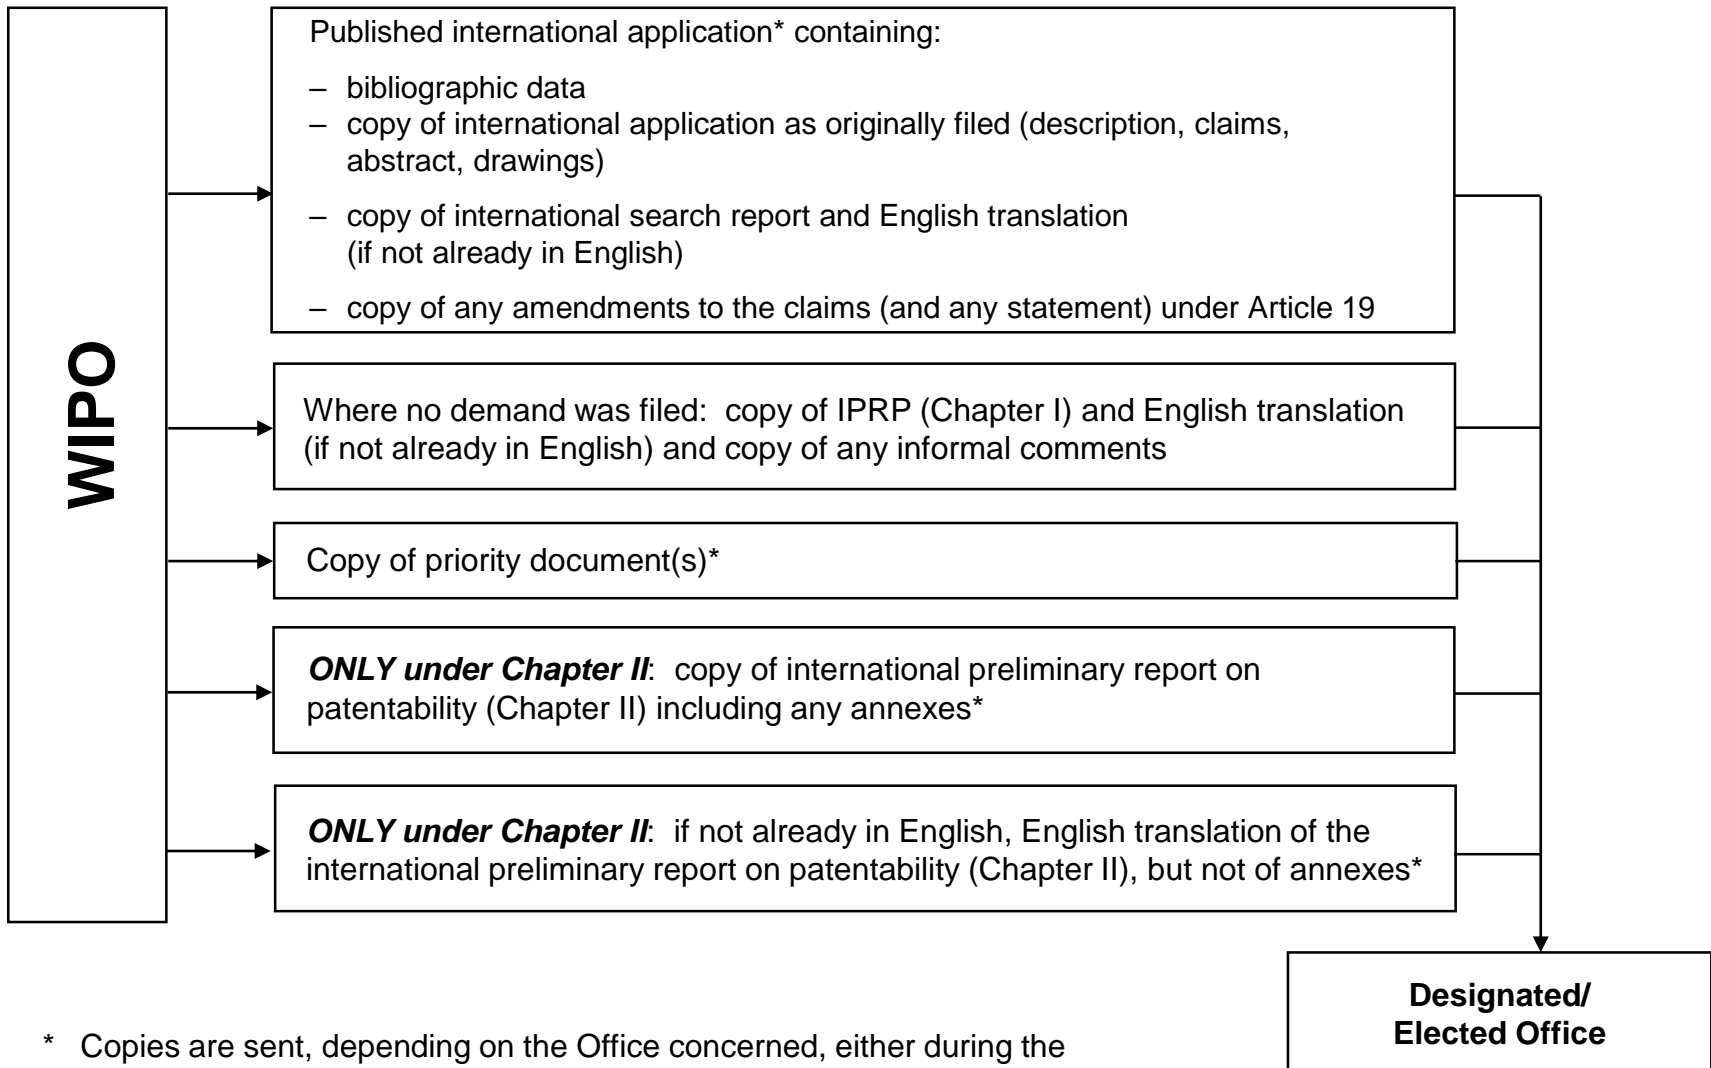 WIPO
Published international application* containing:
– bibliographic data
– copy of international application as originally filed (description, claims,
abstract, drawings)
– copy of international search report and English translation
(if not already in English)
– copy of any amendments to the claims (and any statement) under Article 19
Where no demand was filed:  copy of IPRP (Chapter I) and English translation
(if not already in English) and copy of any informal comments
Copy of priority document(s)*
ONLY under Chapter II:  copy of international preliminary report on
patentability (Chapter II) including any annexes*
ONLY under Chapter II:  if not already in English, English translation of the
international preliminary report on patentability (Chapter II), but not of annexes*
Designated/
Elected Office
* Copies are sent, depending on the Office concerned, either during the